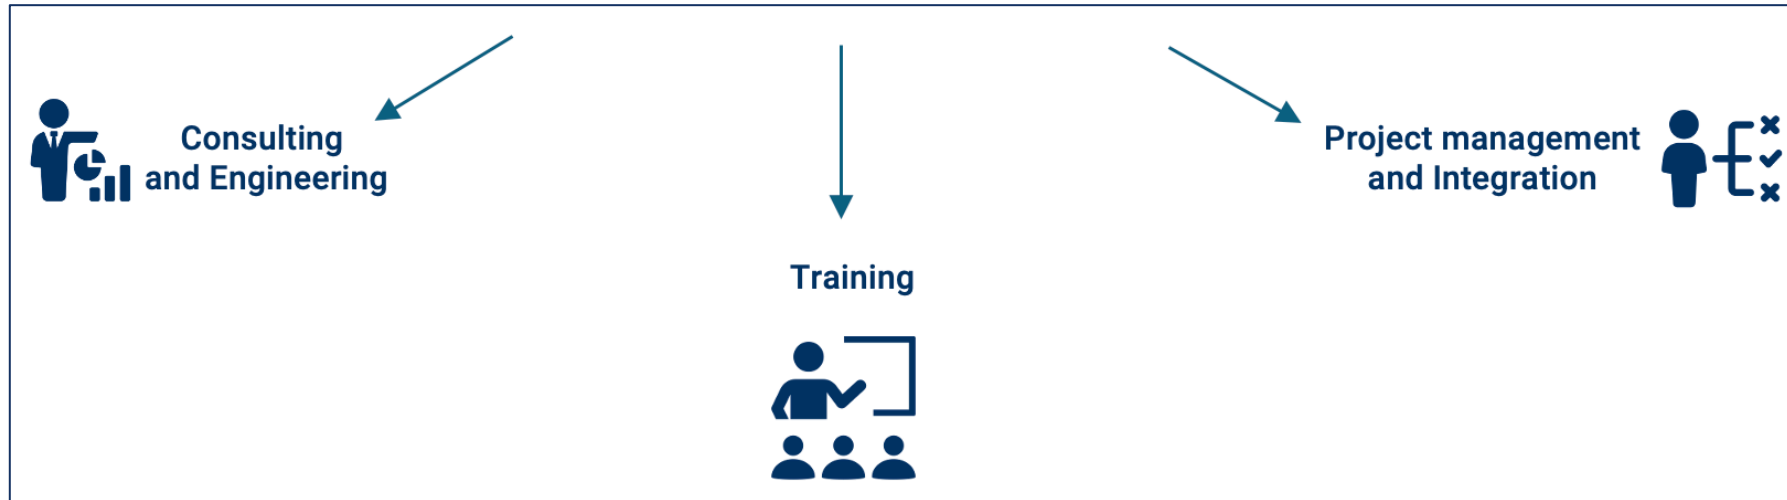 Consulting
and Engineering
Project management
and Integration
Training